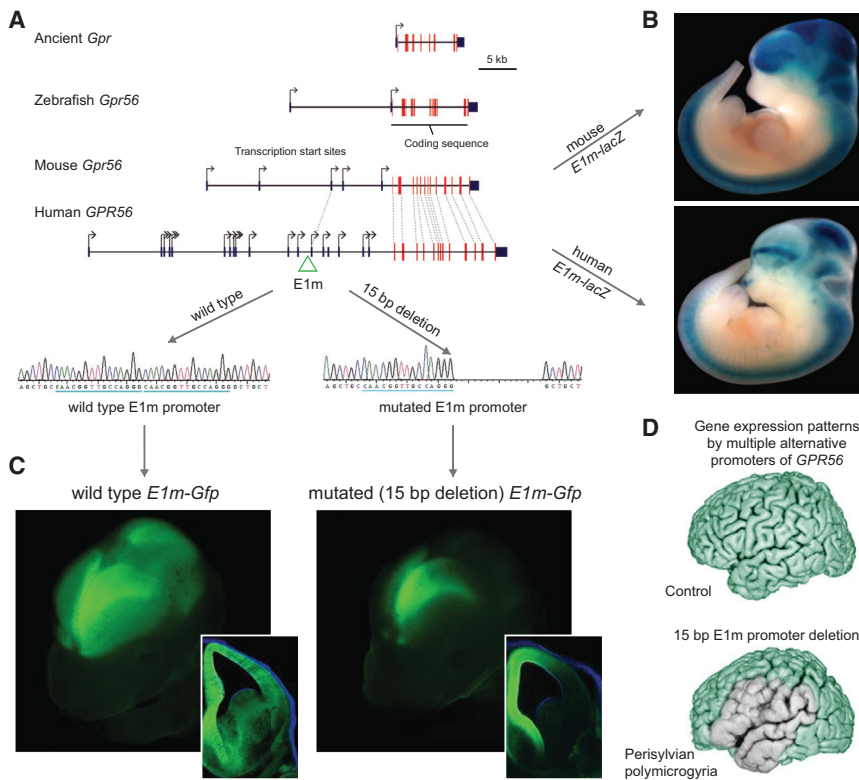 A
Ancient Gpr
5 kb
Zebrafish Gpr56
Coding sequence
Transcription start sites
Mouse Gpr56
Human GPR56
E1m
wild type
15 bp deletion
AGCTGCCAACGGTTGCCAGGGCAACGGTTGCCAGGGGCTGCT
wild type E1m promoter
AGCTGCCAACGGTTGCCAGGG
GCTGCT
mutated E1m promoter
B
mouse
E1m-lacZ
human
E1m-lacZ
C
wild type E1m-Gfp
mutated (15 bp deletion) E1m-Gfp
D
Gene expression patterns
by multiple alternative
promoters of GPR56
Control
15 bp E1m promoter deletion
Perisylvian
polymicrogyria